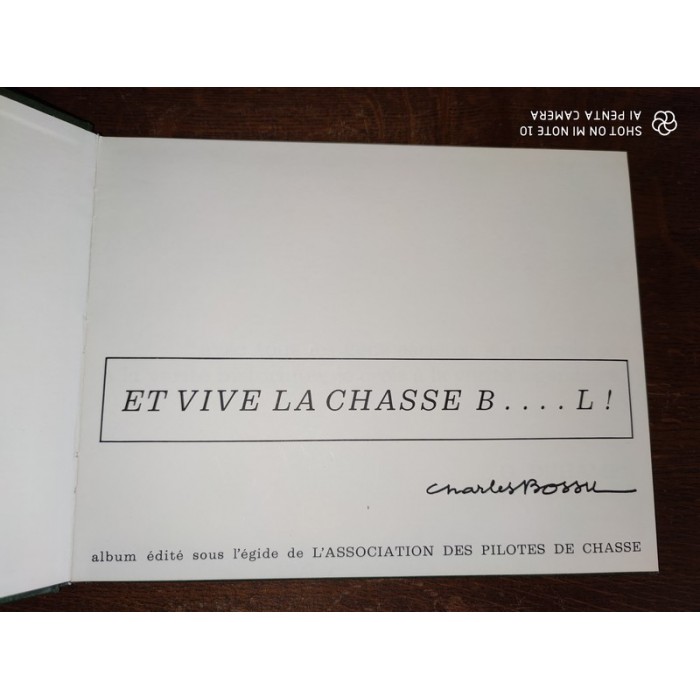 SHOT ON MI NOTE 10
AI PENTA CAMERA
ET VIVE LA CHASSE B . . . . L !
Charles Bossu
album édité sous l'égide de L'ASSOCIATION DES PILOTES DE CHASSE